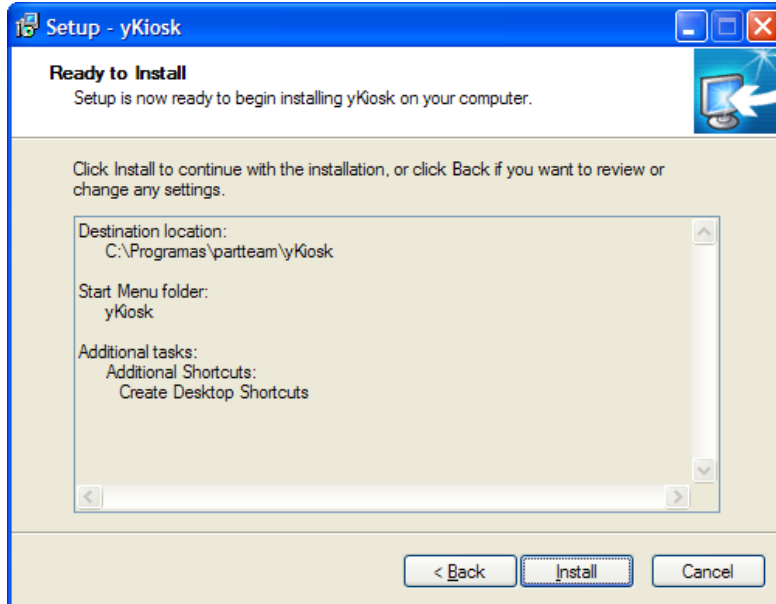 Setup - yKiosk
Ready to Install
Setup is now ready to begin installing yKiosk on your computer.
Click Install to continue with the installation, or click Back if you want to review or
change any settings.
Destination location:
C:\Programas\partteam\yKiosk
Start Menu folder:
yKiosk
Additional tasks:
Additional Shortcuts:
Create Desktop Shortcuts
< Back
Install
Cancel